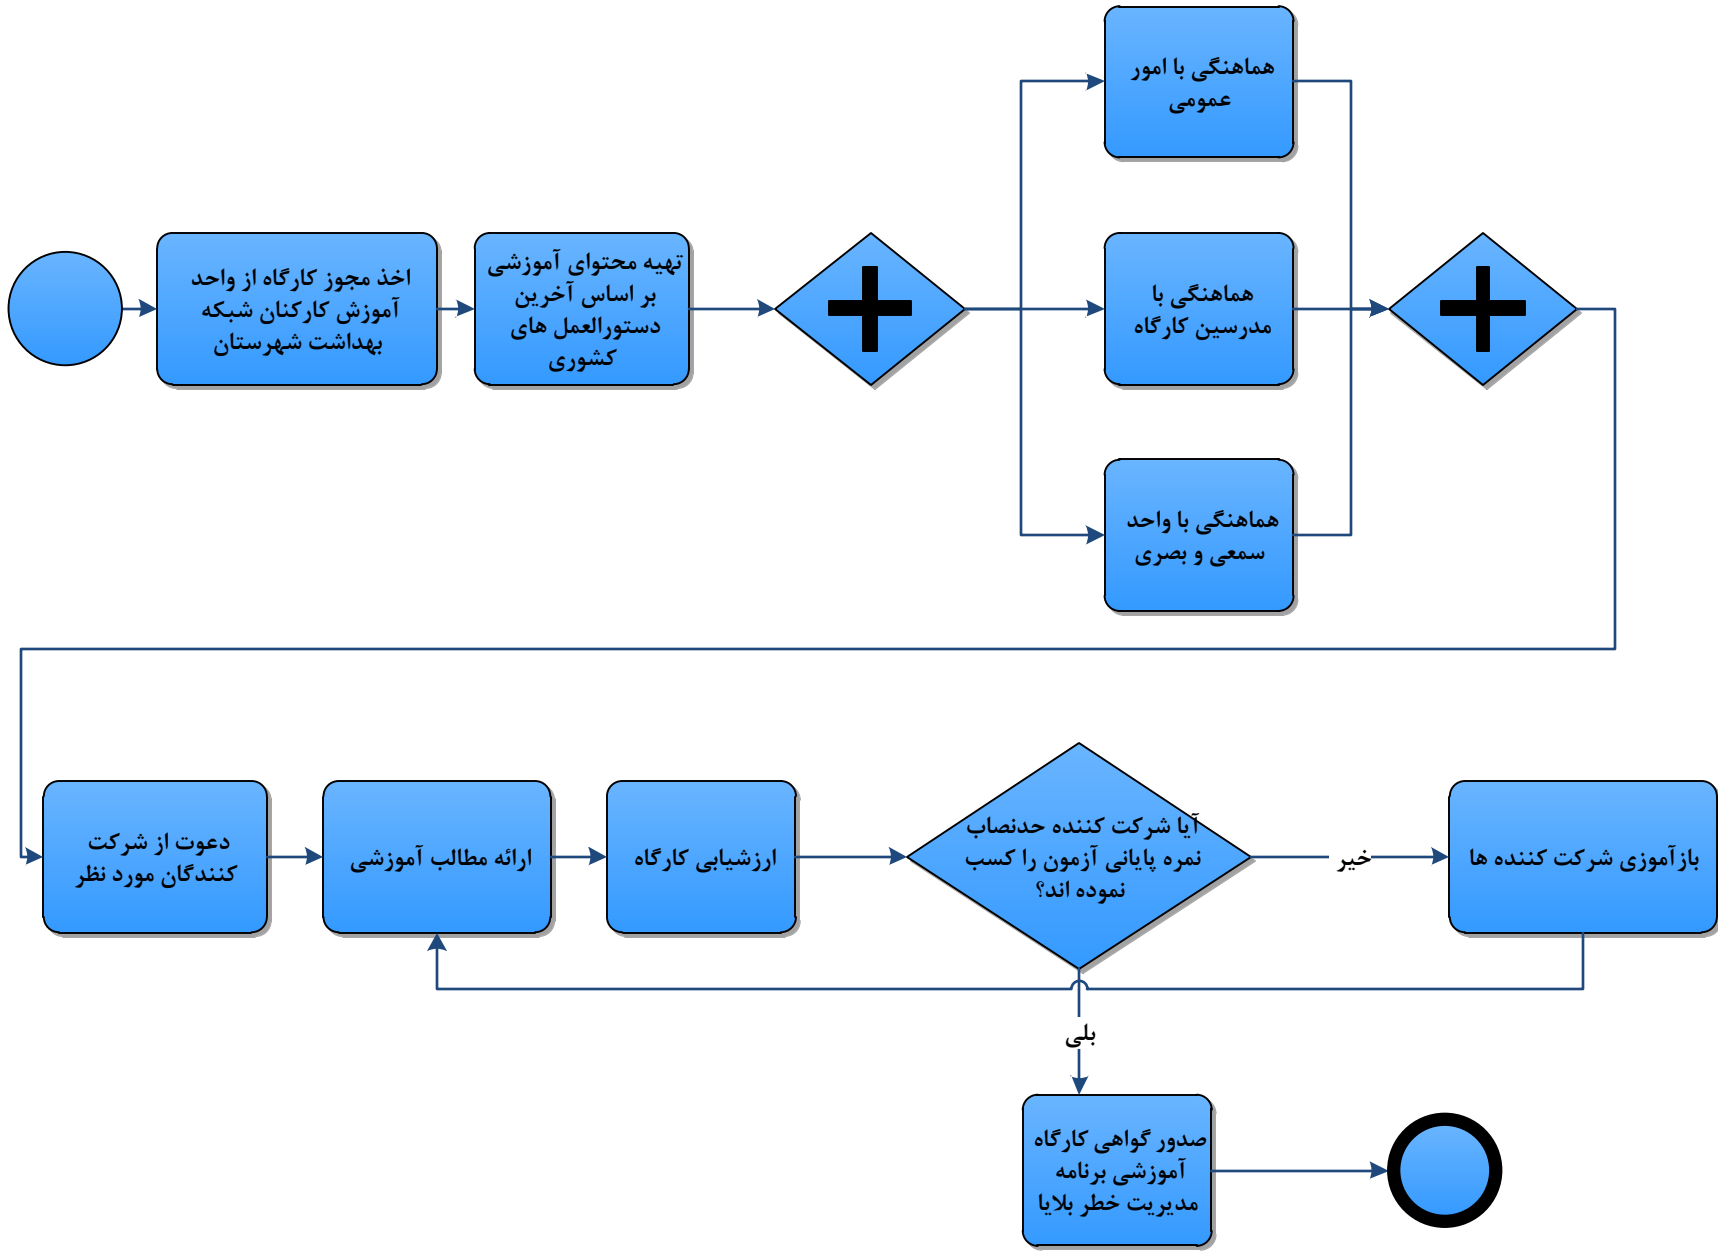 هماهنگی با امور
عمومی
اخذ مجوز کارگاه از واحد
آموزش کارکنان شبکه
بهداشت شهرستان
تهیه محتوای آموزشی
بر اساس آخرین
دستورالعمل های
کشوری
هماهنگی با
مدرسین کارگاه
هماهنگی با واحد
سمعی و بصری
دعوت از شرکت
کنندگان مورد نظر
ارائه مطالب آموزشی
ارزشیابی کارگاه
آیا شرکت کننده حدنصاب
نمره پایانی آزمون را کسب
نموده اند؟
خیر
بازآموزی شرکت کننده ها
بلی
صدور گواهی کارگاه
آموزشی برنامه
مدیریت خطر بلایا